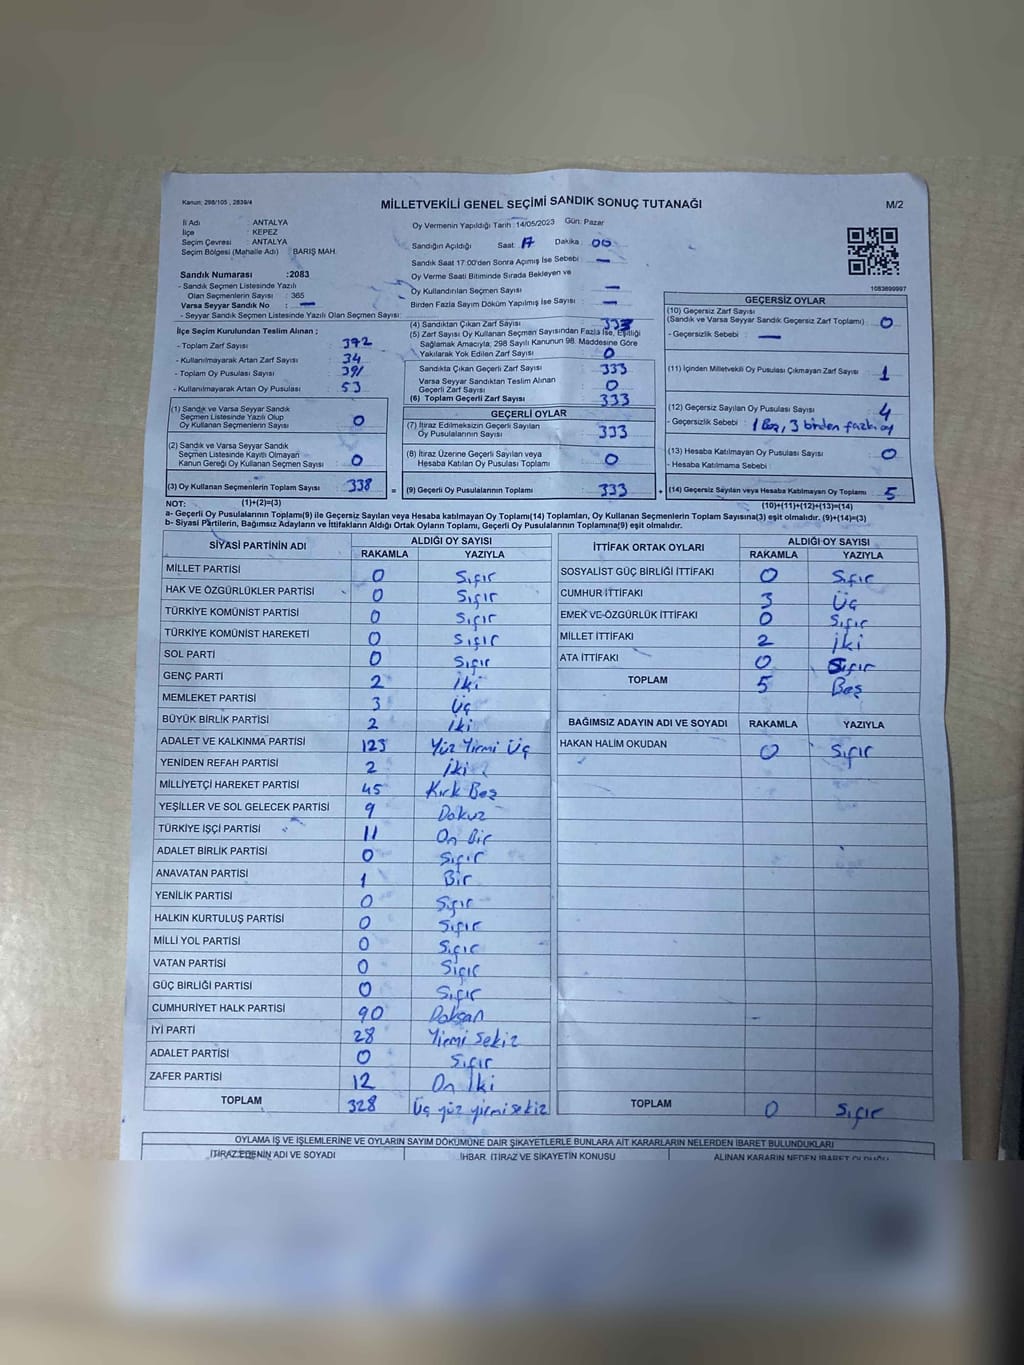 Kanun: 298/105 , 2839/4
MİLLETVEKİLİ GENEL SEÇİMİ SANDIK SONUÇ TUTANAĞI
M/2
İl Adı ANTALYA
İlçe KEPEZ
Seçim Çevresi : ANTALYA
Seçim Bölgesi (Mahalle Adı) : BARIŞ MAH.
Sandık Numarası :2083
- Sandık Seçmen Listesinde Yazılı
Olan Seçmenlerin Sayısı : 365
Varsa Seyyar Sandık No : —
- Seyyar Sandık Seçmen Listesinde Yazılı Olan Seçmen Sayısı:
Oy Vermenin Yapıldığı Tarih :14/05/2023 Gün: Pazar
Sandığın Açıldığı Saat: 17 Dakika: 00
Sandık Saat 17:00'den Sonra Açılmış İse Sebebi —
Oy Verme Saati Bitiminde Sırada Bekleyen ve
Oy Kullandırılan Seçmen Sayısı —
Birden Fazla Sayım Döküm Yapılmış İse Sayısı : —
1083899997
İlçe Seçim Kurulundan Teslim Alınan ;
- Toplam Zarf Sayısı : 372
- Kullanılmayarak Artan Zarf Sayısı : 34
- Toplam Oy Pusulası Sayısı : 391
- Kullanılmayarak Artan Oy Pusulası : 53
(1) Sandık ve Varsa Seyyar Sandık
Seçmen Listesinde Yazılı Olup
Oy Kullanan Seçmenlerin Sayısı : 0
(2) Sandık ve Varsa Seyyar Sandık
Seçmen Listesinde Kayıtlı Olmayan
Kanun Gereği Oy Kullanan Seçmen Sayısı : 0
(3) Oy Kullanan Seçmenlerin Toplam Sayısı : 338
(4) Sandıktan Çıkan Zarf Sayısı : 333
(5) Zarf Sayısı Oy Kullanan Seçmen Sayısından Fazla İse, Eşitliği
Sağlamak Amacıyla; 298 Sayılı Kanunun 98. Maddesine Göre
Yakılarak Yok Edilen Zarf Sayısı : 0
Sandıkta Çıkan Geçerli Zarf Sayısı : 333
Varsa Seyyar Sandıktan Teslim Alınan
Geçerli Zarf Sayısı : 0
(6) Toplam Geçerli Zarf Sayısı : 333
GEÇERLİ OYLAR
(7) İtiraz Edilmeksizin Geçerli Sayılan
Oy Pusulalarının Sayısı : 333
(8) İtiraz Üzerine Geçerli Sayılan veya
Hesaba Katılan Oy Pusulası Toplamı : 0
= (9) Geçerli Oy Pusulalarının Toplamı : 333
GEÇERSİZ OYLAR
(10) Geçersiz Zarf Sayısı
(Sandık ve Varsa Seyyar Sandık Geçersiz Zarf Toplamı) : 0
- Geçersizlik Sebebi : —
(11) İçinden Milletvekili Oy Pusulası Çıkmayan Zarf Sayısı : 1
(12) Geçersiz Sayılan Oy Pusulası Sayısı : 4
- Geçersizlik Sebebi : 1 Boş, 3 birden fazla oy
(13) Hesaba Katılmayan Oy Pusulası Sayısı : 0
- Hesaba Katılmama Sebebi :
+ (14) Geçersiz Sayılan veya Hesaba Katılmayan Oy Toplamı : 5
NOT: (1)+(2)=(3)
(10)+(11)+(12)+(13)=(14)
a- Geçerli Oy Pusulalarının Toplamı(9) ile Geçersiz Sayılan veya Hesaba Katılmayan Oy Toplamı(14) Toplamları, Oy Kullanan Seçmenlerin Toplam Sayısına(3) eşit olmalıdır. (9)+(14)=(3)
b- Siyasi Partilerin, Bağımsız Adayların ve İttifakların Aldığı Ortak Oyların Toplamı, Geçerli Oy Pusulalarının Toplamına(9) eşit olmalıdır.
SİYASİ PARTİNİN ADI ALDIĞI OY SAYISI
RAKAMLA YAZIYLA
MİLLET PARTİSİ 0 Sıfır
HAK VE ÖZGÜRLÜKLER PARTİSİ 0 Sıfır
TÜRKİYE KOMÜNİST PARTİSİ 0 Sıfır
TÜRKİYE KOMÜNİST HAREKETİ 0 Sıfır
SOL PARTİ 0 Sıfır
GENÇ PARTİ 2 İki
MEMLEKET PARTİSİ 3 Üç
BÜYÜK BİRLİK PARTİSİ 2 İki
ADALET VE KALKINMA PARTİSİ 123 Yüz Yirmi Üç
YENİDEN REFAH PARTİSİ 2 İki
MİLLİYETÇİ HAREKET PARTİSİ 45 Kırk Beş
YEŞİLLER VE SOL GELECEK PARTİSİ 9 Dokuz
TÜRKİYE İŞÇİ PARTİSİ 11 On Bir
ADALET BİRLİK PARTİSİ 0 Sıfır
ANAVATAN PARTİSİ 1 Bir
YENİLİK PARTİSİ 0 Sıfır
HALKIN KURTULUŞ PARTİSİ 0 Sıfır
MİLLİ YOL PARTİSİ 0 Sıfır
VATAN PARTİSİ 0 Sıfır
GÜÇ BİRLİĞİ PARTİSİ 0 Sıfır
CUMHURİYET HALK PARTİSİ 90 Doksan
İYİ PARTİ 28 Yirmi Sekiz
ADALET PARTİSİ 0 Sıfır
ZAFER PARTİSİ 12 On İki
TOPLAM 328 Üç yüz yirmi sekiz
İTTİFAK ORTAK OYLARI ALDIĞI OY SAYISI
RAKAMLA YAZIYLA
SOSYALİST GÜÇ BİRLİĞİ İTTİFAKI 0 Sıfır
CUMHUR İTTİFAKI 3 Üç
EMEK VE ÖZGÜRLÜK İTTİFAKI 0 Sıfır
MİLLET İTTİFAKI 2 İki
ATA İTTİFAKI 0 Sıfır
TOPLAM 5 Beş
BAĞIMSIZ ADAYIN ADI VE SOYADI RAKAMLA YAZIYLA
HAKAN HALİM OKUDAN 0 Sıfır
TOPLAM 0 Sıfır
OYLAMA İŞ VE İŞLEMLERİNE VE OYLARIN SAYIM DÖKÜMÜNE DAİR ŞİKAYETLERLE BUNLARA AİT KARARLARIN NELERDEN İBARET BULUNDUKLARI
İTİRAZ EDENİN ADI VE SOYADI İHBAR, İTİRAZ VE ŞİKAYETİN KONUSU ALINAN KARARIN NEDEN İBARET OLDUĞU